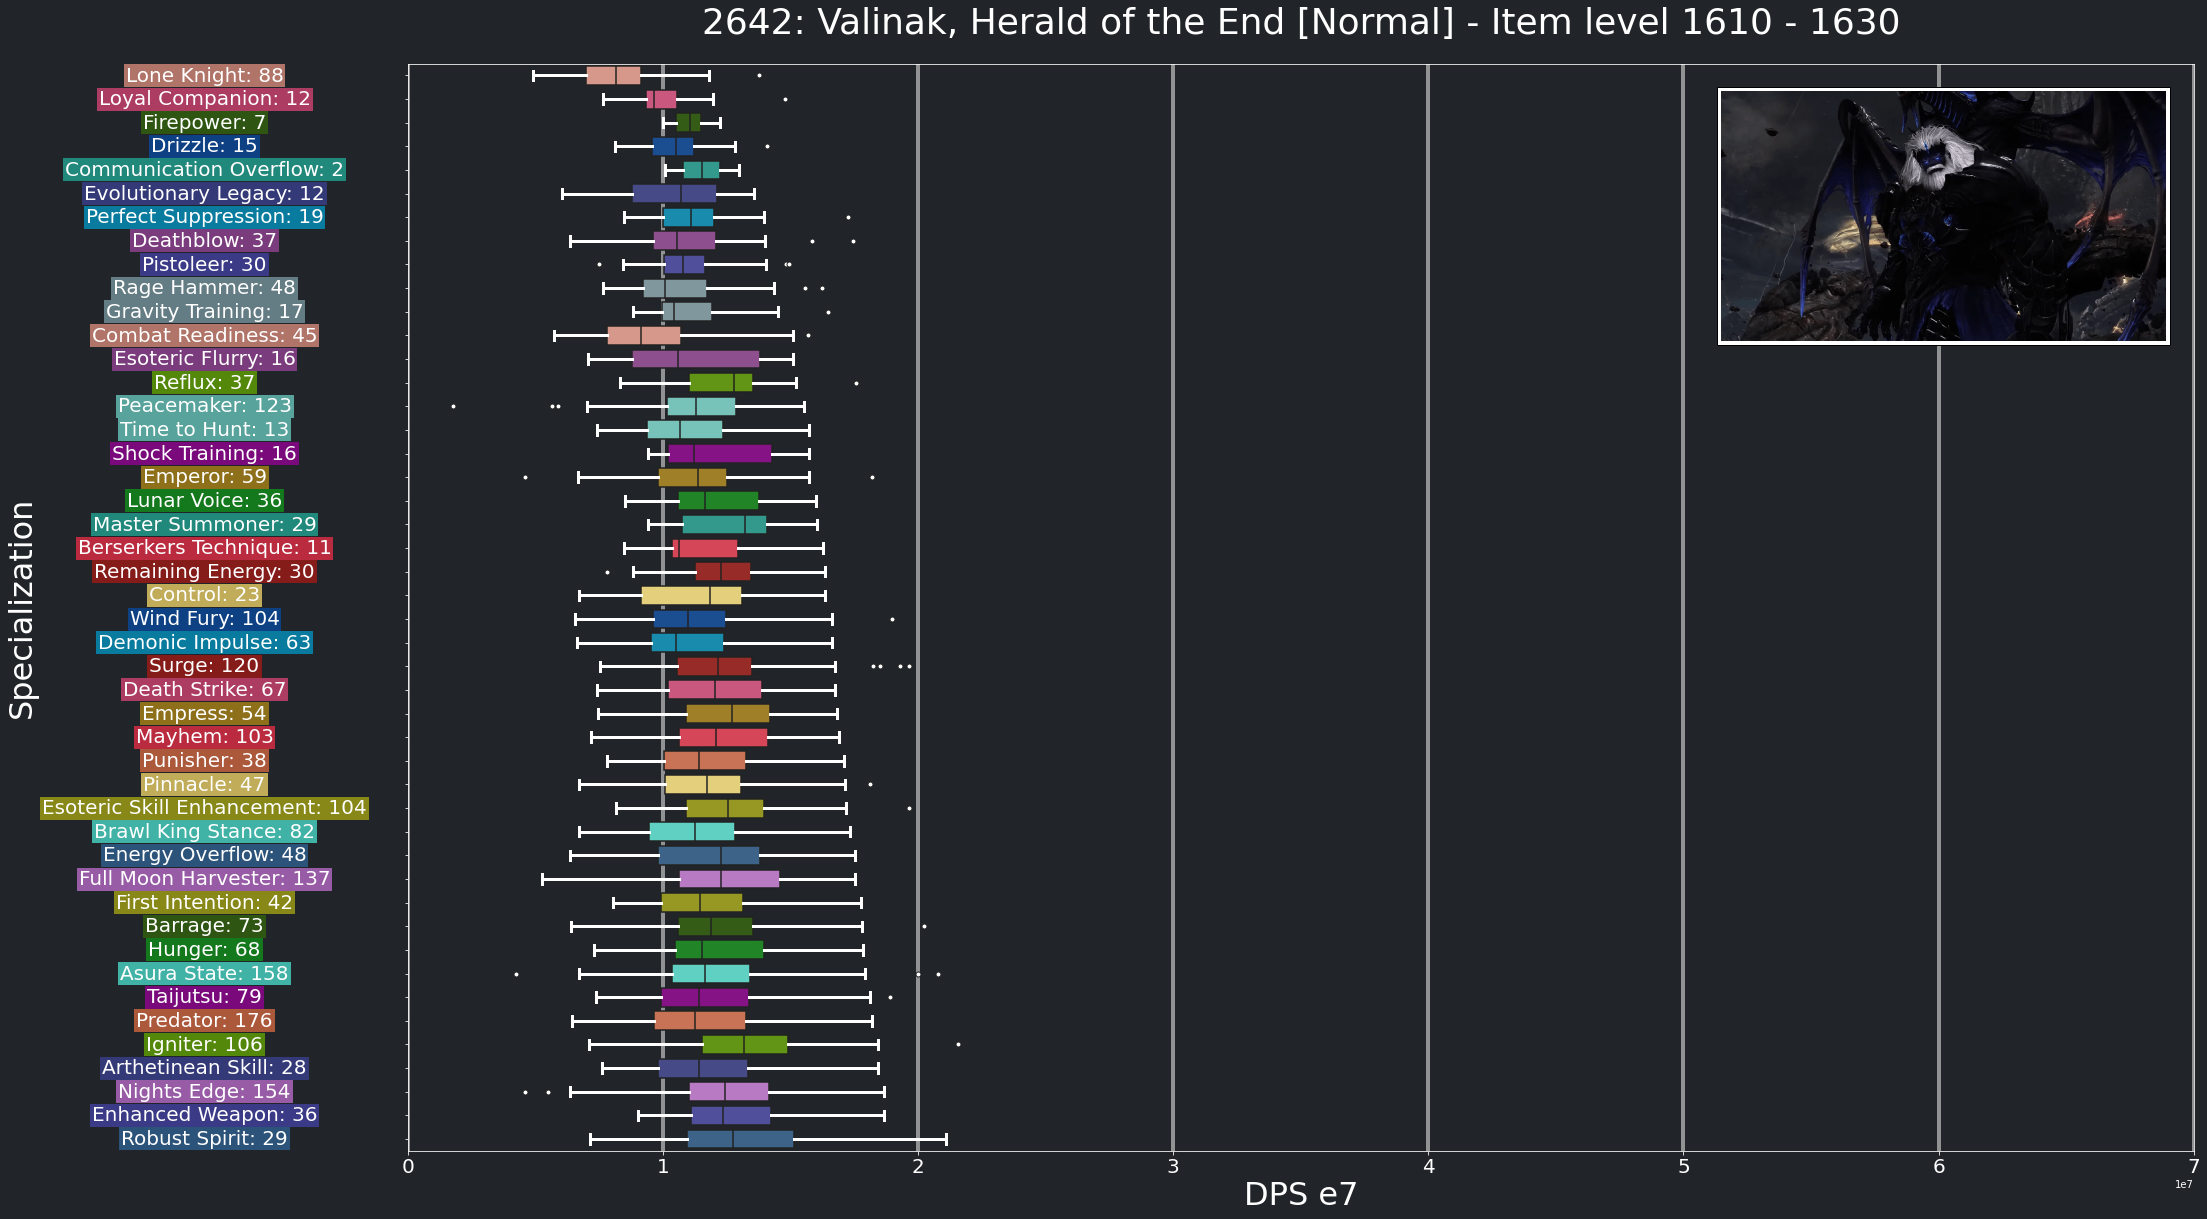 2642: Valinak, Herald of the End [Normal] - Item level 1610 - 1630
Specialization
Lone Knight: 88
Loyal Companion: 12
Firepower: 7
Drizzle: 15
Communication Overflow: 2
Evolutionary Legacy: 12
Perfect Suppression: 19
Deathblow: 37
Pistoleer: 30
Rage Hammer: 48
Gravity Training: 17
Combat Readiness: 45
Esoteric Flurry: 16
Reflux: 37
Peacemaker: 123
Time to Hunt: 13
Shock Training: 16
Emperor: 59
Lunar Voice: 36
Master Summoner: 29
Berserkers Technique: 11
Remaining Energy: 30
Control: 23
Wind Fury: 104
Demonic Impulse: 63
Surge: 120
Death Strike: 67
Empress: 54
Mayhem: 103
Punisher: 38
Pinnacle: 47
Esoteric Skill Enhancement: 104
Brawl King Stance: 82
Energy Overflow: 48
Full Moon Harvester: 137
First Intention: 42
Barrage: 73
Hunger: 68
Asura State: 158
Taijutsu: 79
Predator: 176
Igniter: 106
Arthetinean Skill: 28
Nights Edge: 154
Enhanced Weapon: 36
Robust Spirit: 29
0 1 2 3 4 5 6 7
1e7
DPS e7